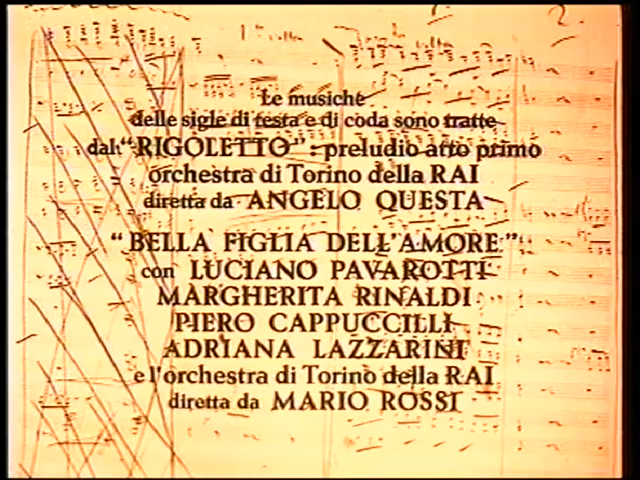 Le musiche
delle sigle di testa e di coda sono tratte
dal: "RIGOLETTO": preludio atto primo
orchestra di Torino della RAI
diretta da ANGELO QUESTA
"BELLA FIGLIA DELL'AMORE"
con LUCIANO PAVAROTTI
MARGHERITA RINALDI
PIERO CAPPUCCILLI
ADRIANA LAZZARINI
e l'orchestra di Torino della RAI
diretta da MARIO ROSSI